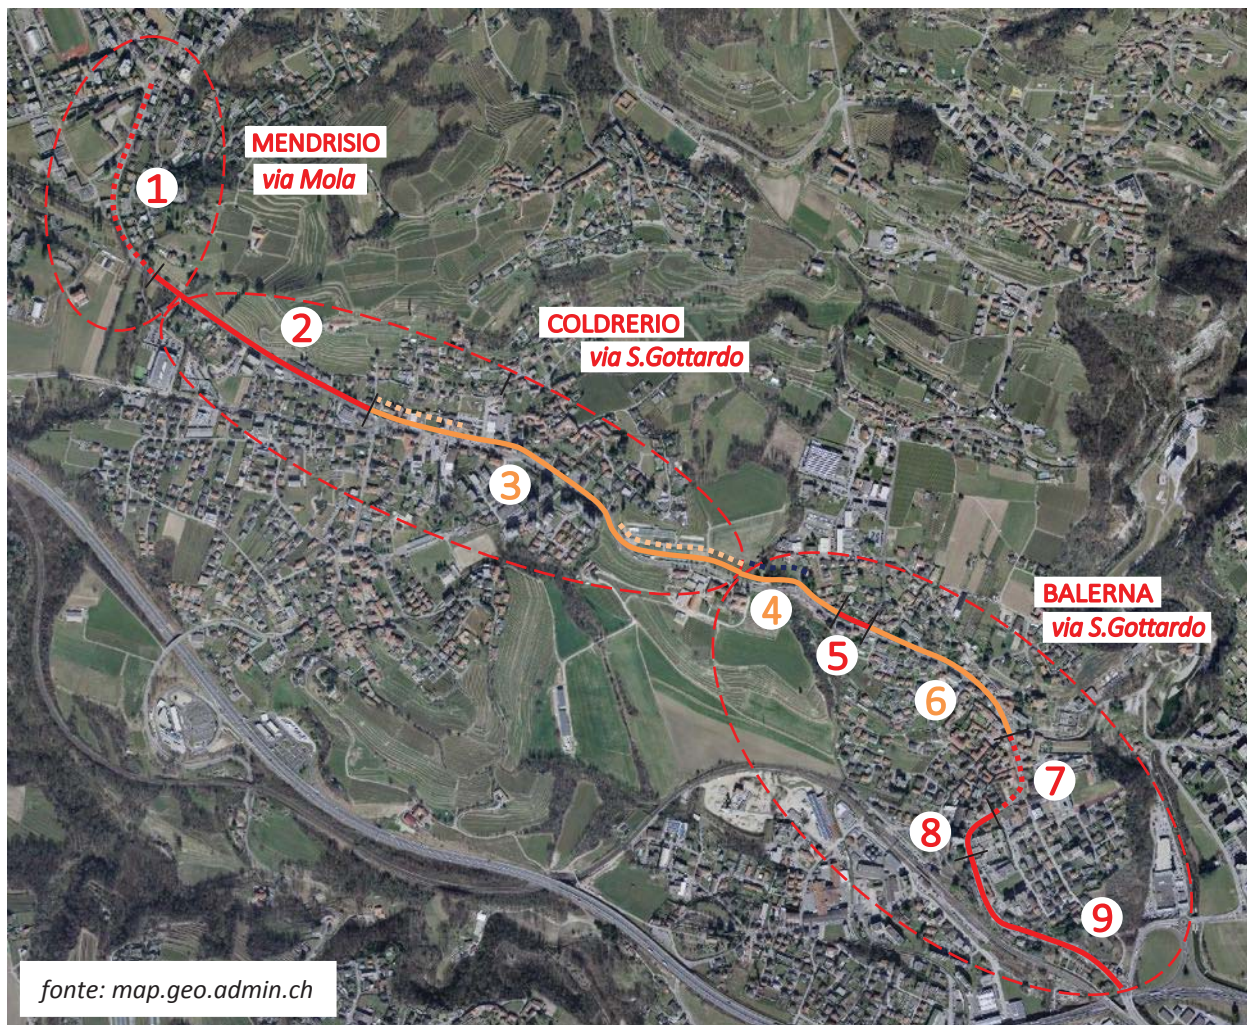 MENDRISIO
via Mola
1
2
COLDRERIO
via S.Gottardo
3
4
BALERNA
via S.Gottardo
5
6
7
8
9
fonte: map.geo.admin.ch